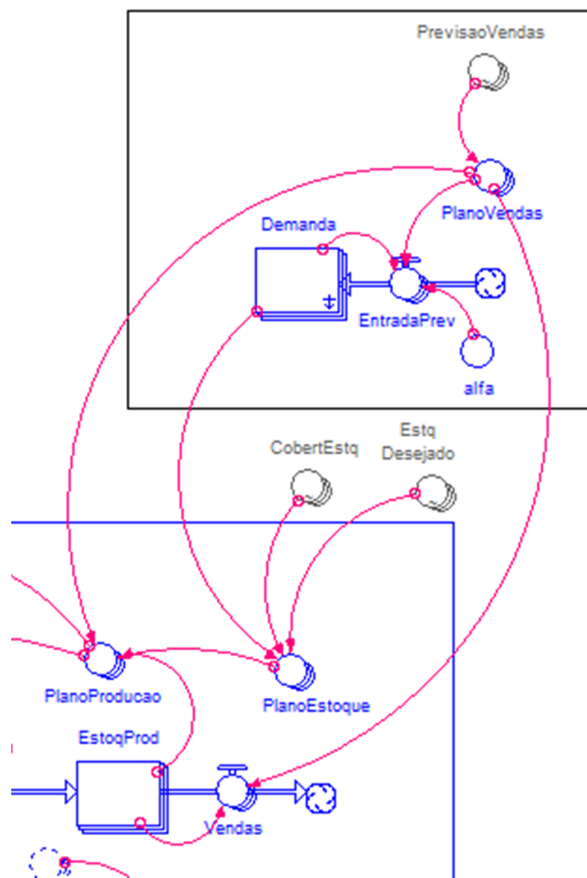 PrevisaoVendas
PlanoVendas
Demanda
EntradaPrev
alfa
CobertEstq
Estq
Desejado
PlanoProducao
PlanoEstoque
EstoqProd
Vendas